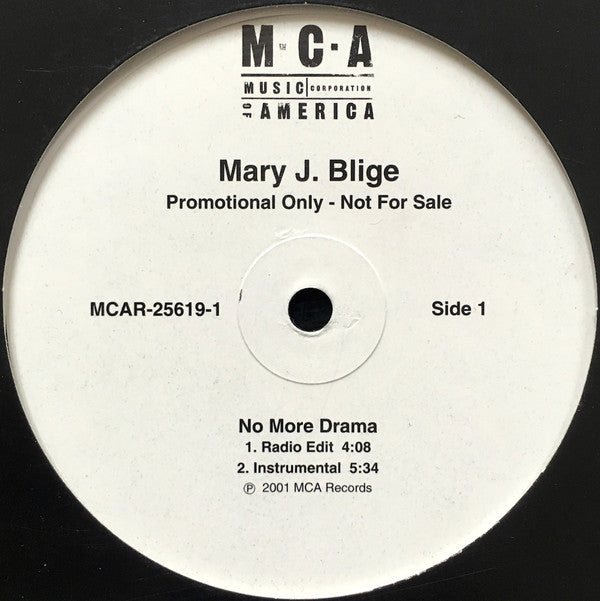 M·C·A
MUSIC CORPORATION
OF AMERICA
Mary J. Blige
Promotional Only - Not For Sale
MCAR-25619-1 Side 1
No More Drama
1. Radio Edit 4:08
2. Instrumental 5:34
℗ 2001 MCA Records